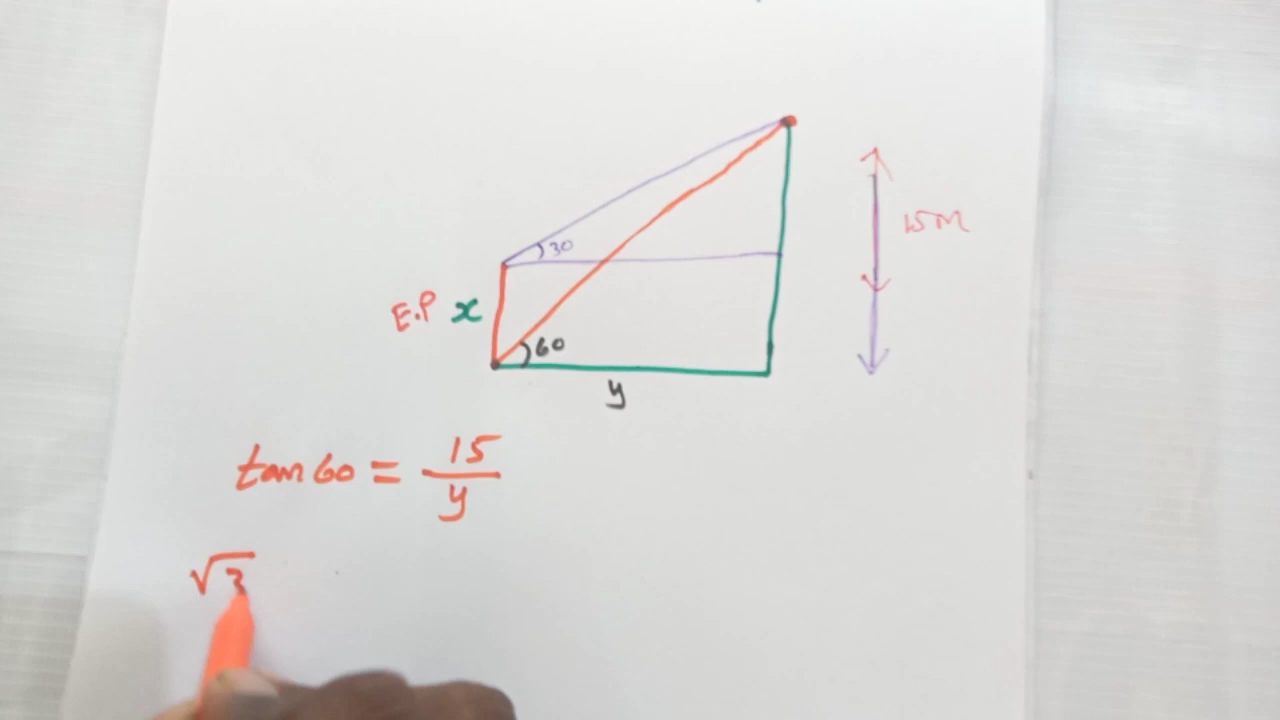 30
15M
E.P x
60
y
tan 60 = 15/y
√3